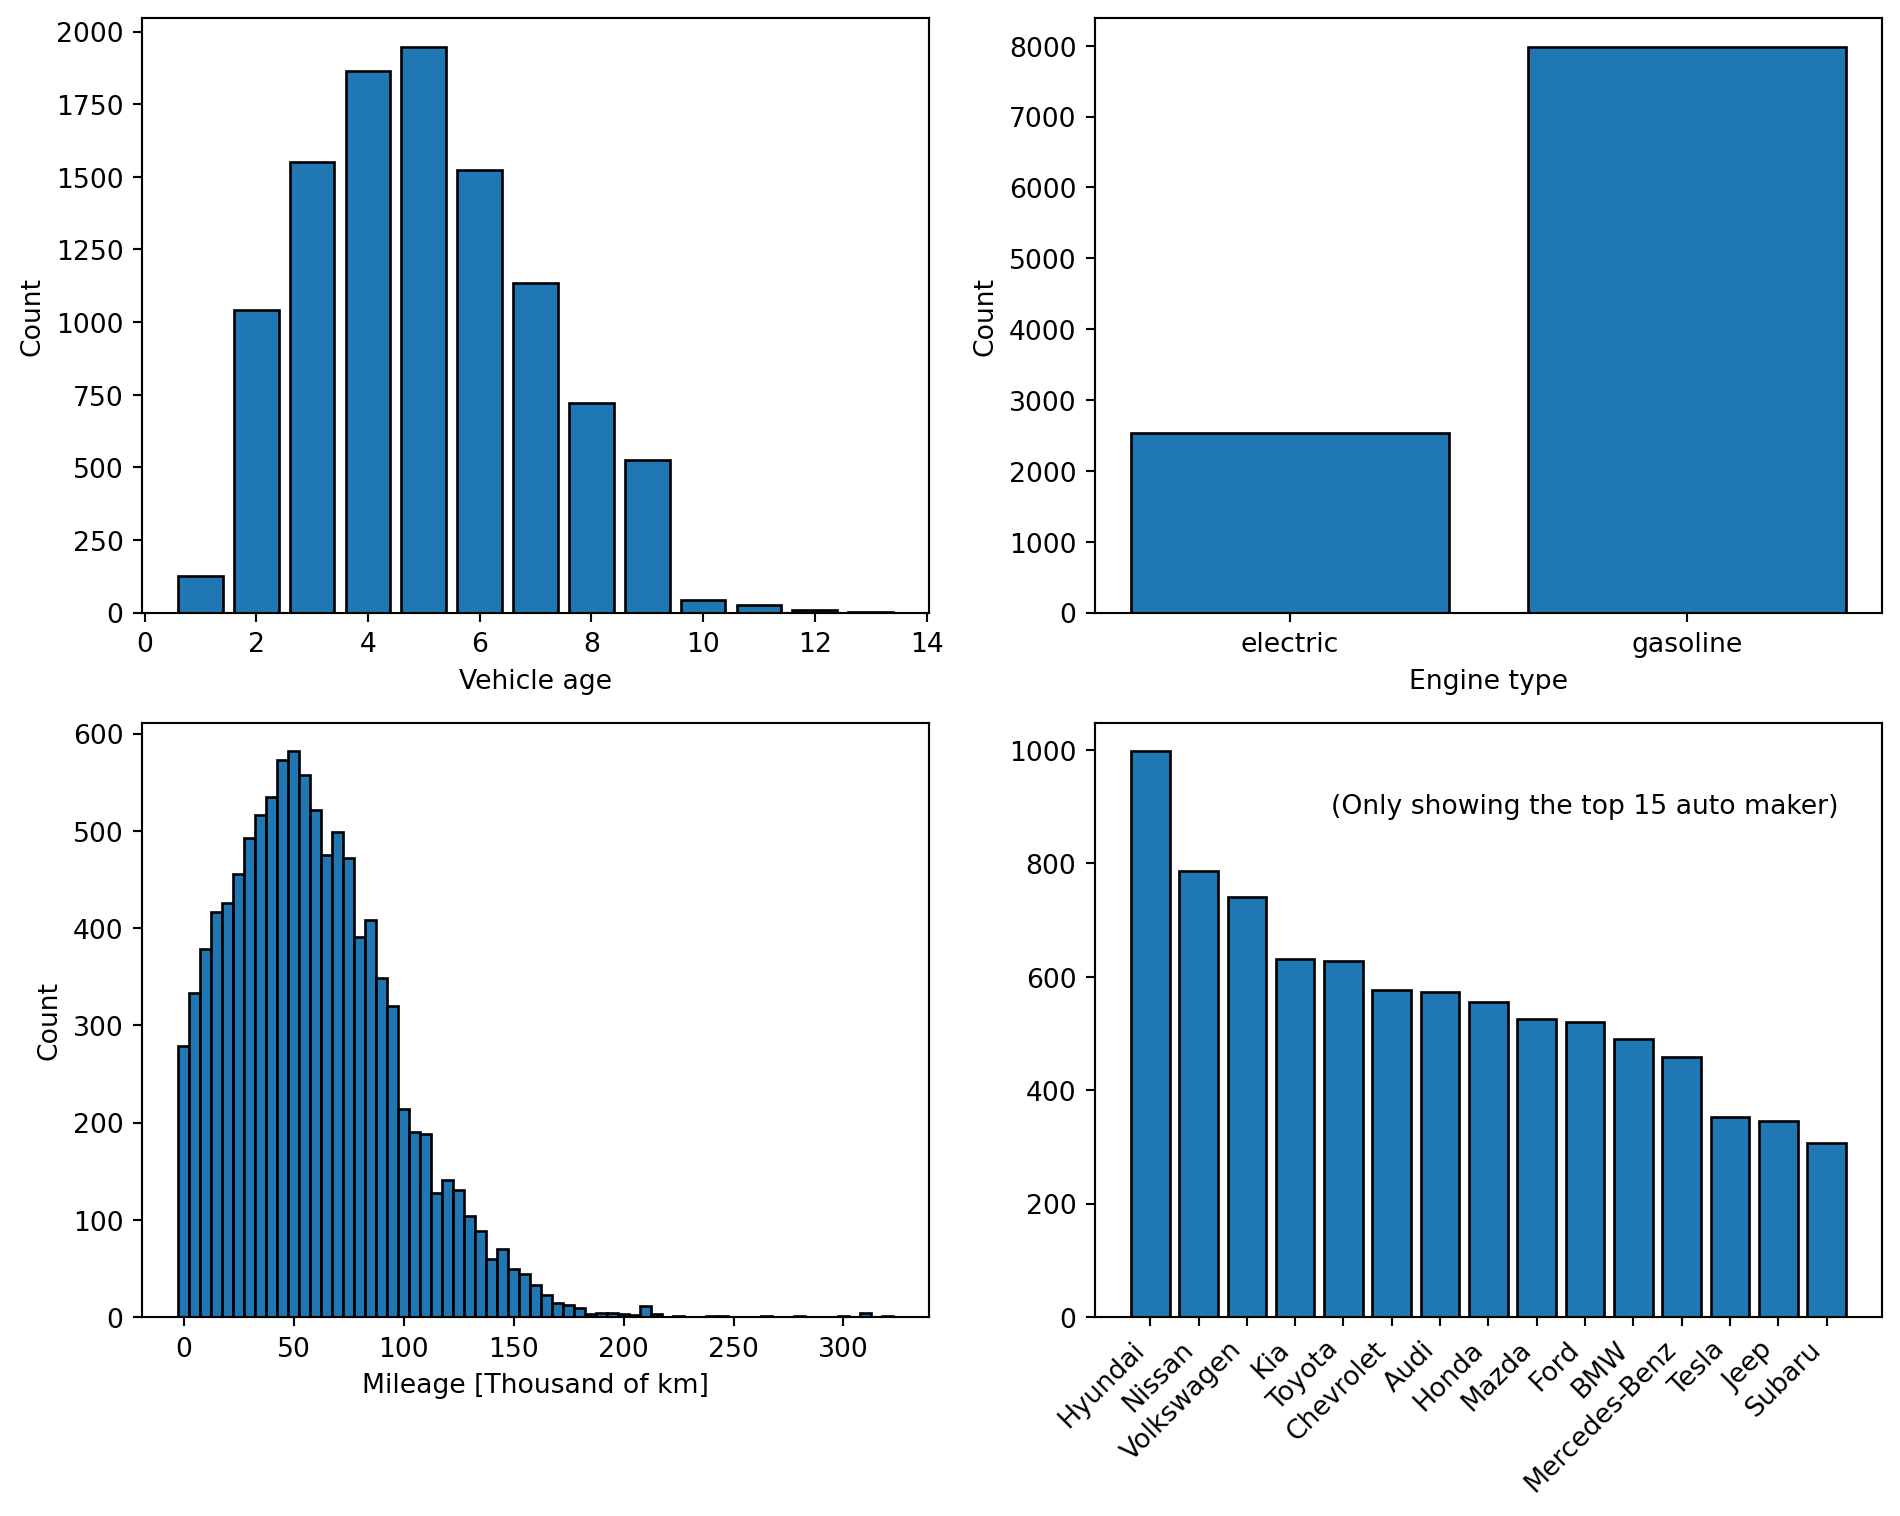 2000
1750
1500
1250
1000
750
500
250
0
Count
0 2 4 6 8 10 12 14
Vehicle age
8000
7000
6000
5000
4000
3000
2000
1000
0
Count
electric gasoline
Engine type
600
500
400
300
200
100
0
Count
0 50 100 150 200 250 300
Mileage [Thousand of km]
1000
800
600
400
200
0
(Only showing the top 15 auto maker)
Hyundai
Nissan
Volkswagen
Kia
Toyota
Chevrolet
Audi
Honda
Mazda
Ford
BMW
Mercedes-Benz
Tesla
Jeep
Subaru